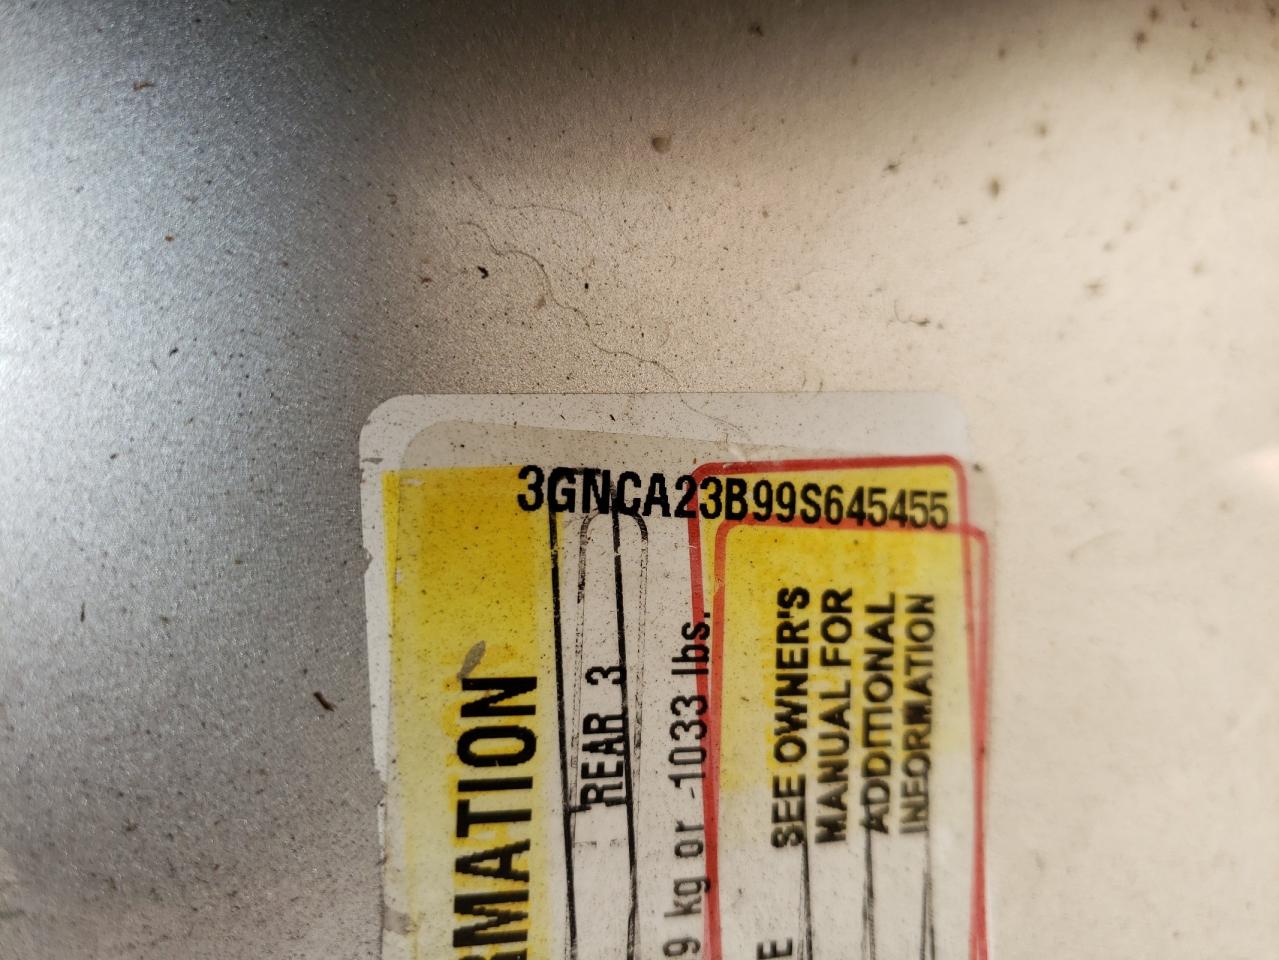 3GNCA23B99S645455
RMATION
REAR 3
9 kg or -1033 lbs.
E
SEE OWNER'S
MANUAL FOR
ADDITIONAL
INFORMATION